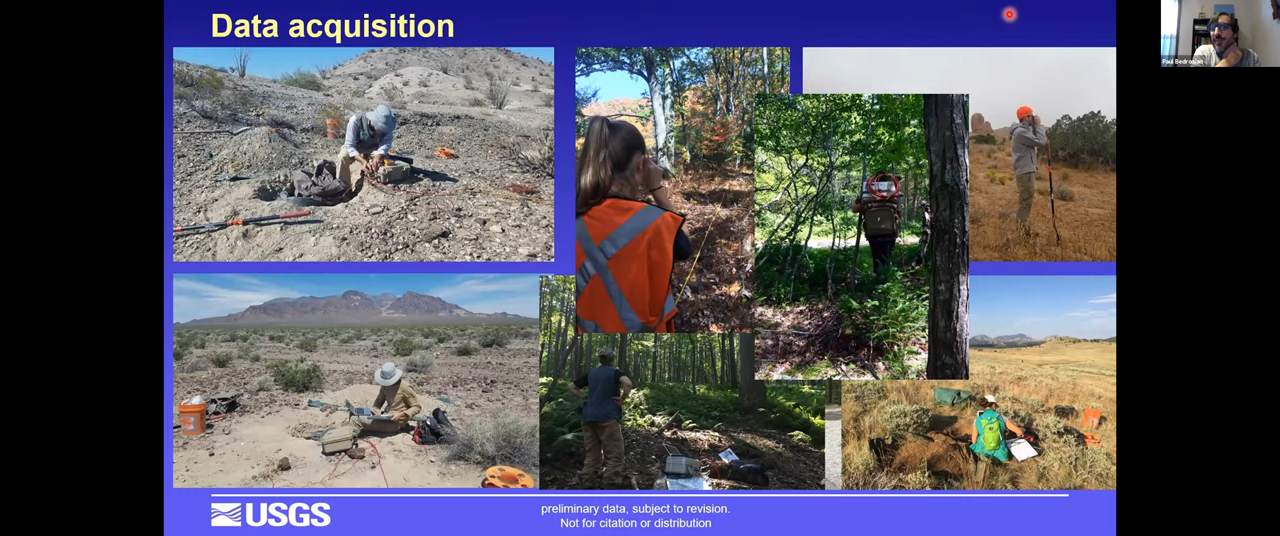 Data acquisition
Paul Bedrosian
USGS
preliminary data, subject to revision.
Not for citation or distribution